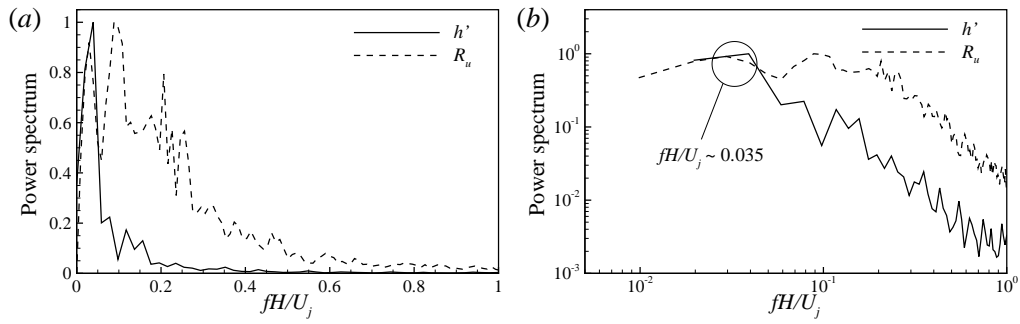 (a)
Power spectrum
1
0.8
0.6
0.4
0.2
0
0
0.2
0.4
0.6
0.8
1
fH/U_j
h'
R_u
(b)
Power spectrum
10^0
10^{-1}
10^{-2}
10^{-3}
10^{-2}
10^{-1}
10^0
fH/U_j
h'
R_u
fH/U_j ~ 0.035